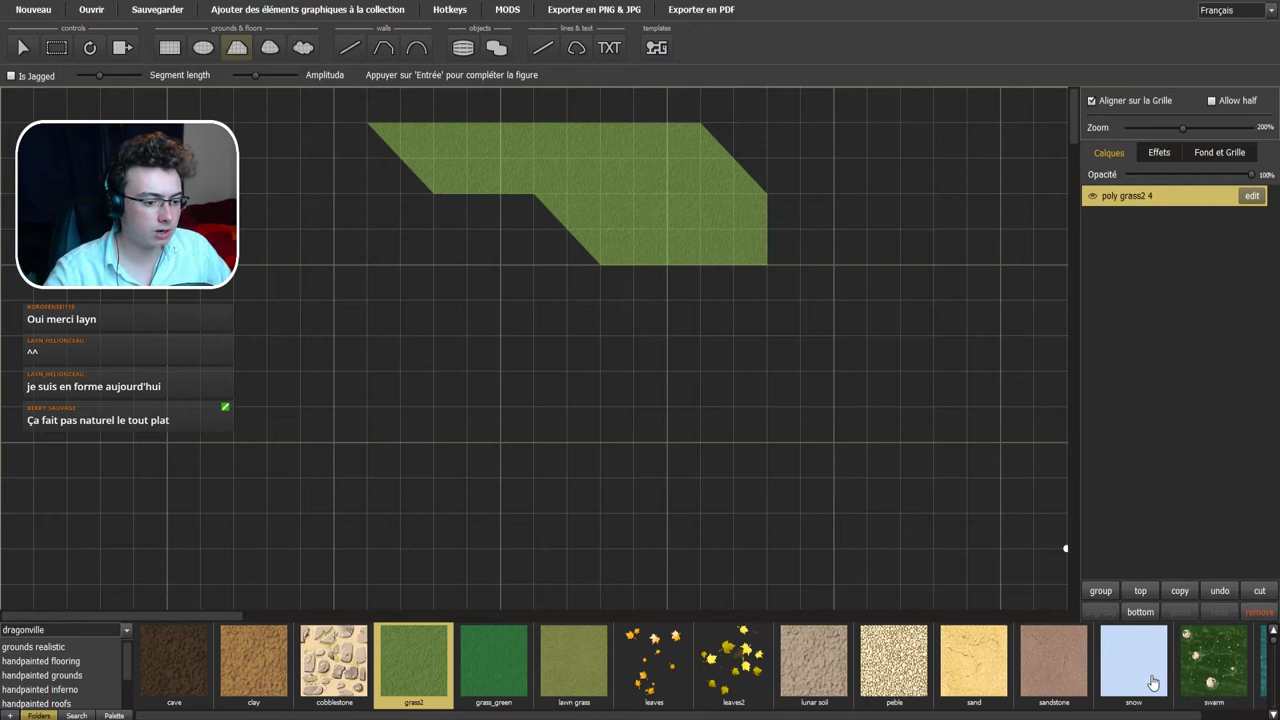 Nouveau Ouvrir Sauvegarder Ajouter des éléments graphiques à la collection Hotkeys MODS Exporter en PNG & JPG Exporter en PDF Français
controls grounds & floors walls objects lines & text templates
TXT
Is Jagged Segment length Amplituda Appuyer sur 'Entrée' pour compléter la figure
Aligner sur la Grille Allow half
Zoom 200%
Calques Effets Fond et Grille
Opacité 100%
poly grass2 4 edit
Oui merci layn
LAYN_HELIONCEAU
^^
LAYN_HELIONCEAU
je suis en forme aujourd'hui
BERRY_SAUVAGE
Ça fait pas naturel le tout plat
group top copy undo cut
bottom remove
dragonville
grounds realistic
handpainted flooring
handpainted grounds
handpainted inferno
handpainted roofs
cave clay cobblestone grass2 grass_green lawn grass leaves leaves2 lunar soil peble sand sandstone snow swarm
+ Folders Search Palette